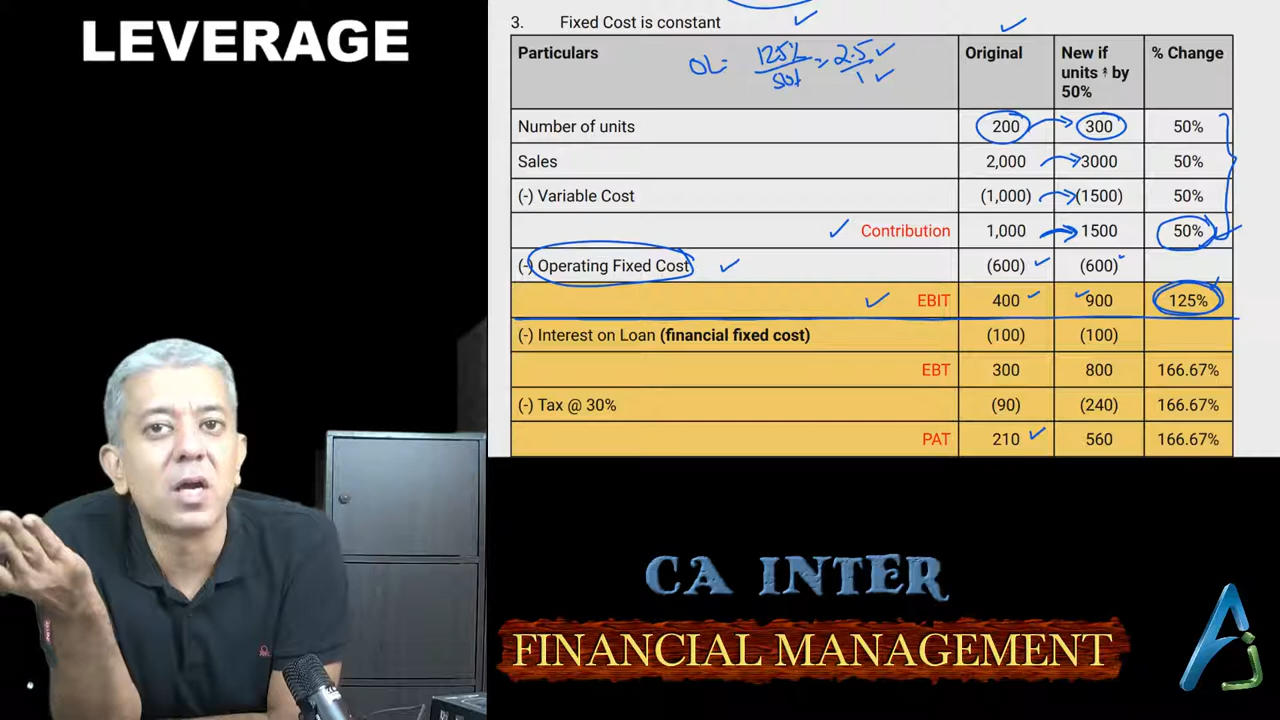 LEVERAGE
3. Fixed Cost is constant
Particulars OL = 125% / 50% = 2.5 / 1 Original New if units ↑ by 50% % Change
Number of units 200 300 50%
Sales 2,000 3000 50%
(-) Variable Cost (1,000) (1500) 50%
Contribution 1,000 1500 50%
(-) Operating Fixed Cost (600) (600)
EBIT 400 900 125%
(-) Interest on Loan (financial fixed cost) (100) (100)
EBT 300 800 166.67%
(-) Tax @ 30% (90) (240) 166.67%
PAT 210 560 166.67%
CA INTER
FINANCIAL MANAGEMENT